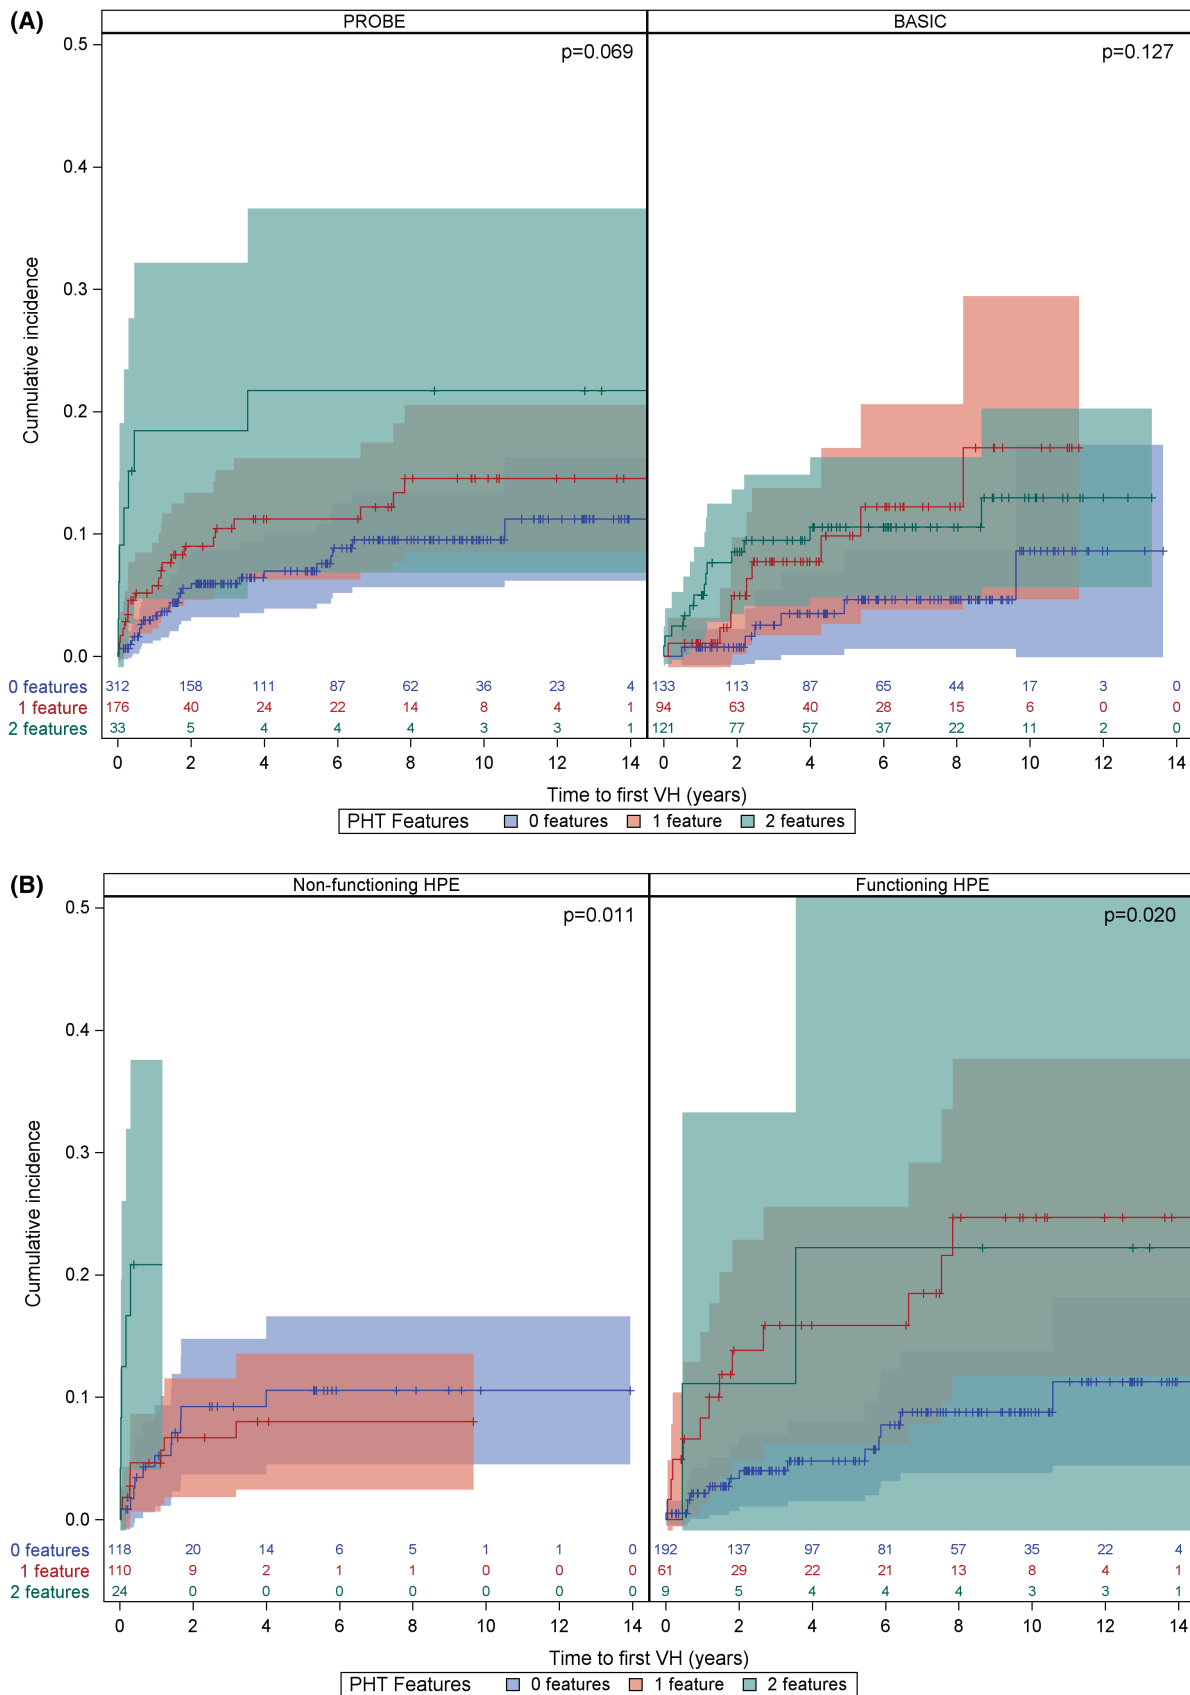 (A)
PROBE
BASIC
p=0.069
p=0.127
0.5
0.4
0.3
0.2
0.1
0.0
Cumulative incidence
0 features 312 158 111 87 62 36 23 4 133 113 87 65 44 17 3 0
1 feature 176 40 24 22 14 8 4 1 94 63 40 28 15 6 0 0
2 features 33 5 4 4 4 3 3 1 121 77 57 37 22 11 2 0
0 2 4 6 8 10 12 14 0 2 4 6 8 10 12 14
Time to first VH (years)
PHT Features 0 features 1 feature 2 features
(B)
Non-functioning HPE
Functioning HPE
p=0.011
p=0.020
0.5
0.4
0.3
0.2
0.1
0.0
Cumulative incidence
0 features 118 20 14 6 5 1 1 0 192 137 97 81 57 35 22 4
1 feature 110 9 2 1 1 0 0 0 61 29 22 21 13 8 4 1
2 features 24 0 0 0 0 0 0 0 9 5 4 4 4 3 3 1
0 2 4 6 8 10 12 14 0 2 4 6 8 10 12 14
Time to first VH (years)
PHT Features 0 features 1 feature 2 features